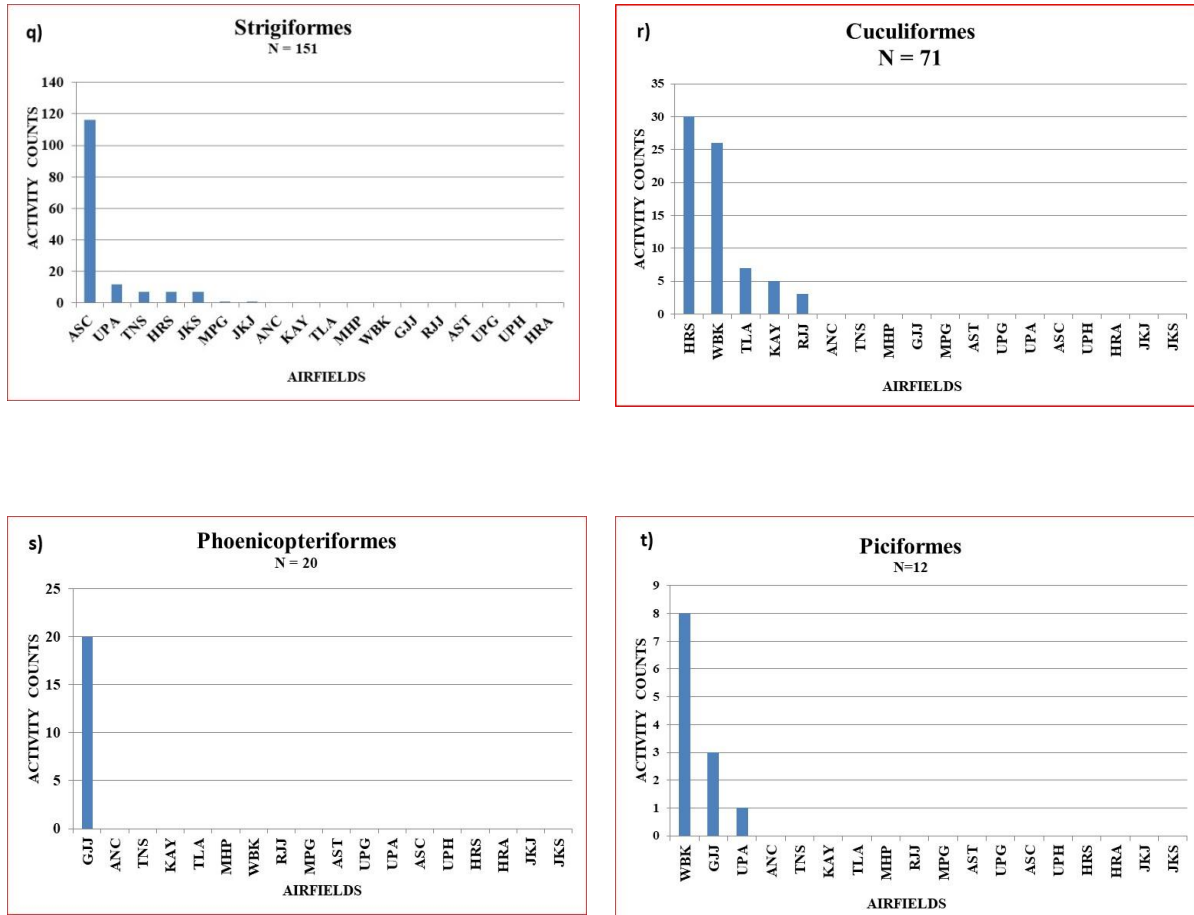 q)
Strigiformes
N = 151
ACTIVITY COUNTS
140
120
100
80
60
40
20
0
ASC UPA TNS HRS JKS MPG JKJ ANC KAY TLA MHP WBK GJJ RJJ AST UPG UPH HRA
AIRFIELDS
r)
Cuculiformes
N = 71
ACTIVITY COUNTS
35
30
25
20
15
10
5
0
HRS WBK TLA KAY RJJ ANC TNS MHP GJJ MPG AST UPG UPA ASC UPH HRA JKJ JKS
AIRFIELDS
s)
Phoenicopteriformes
N = 20
ACTIVITY COUNTS
25
20
15
10
5
0
GJJ ANC TNS KAY TLA MHP WBK RJJ MPG AST UPG UPA ASC UPH HRS HRA JKJ JKS
AIRFIELDS
t)
Piciformes
N=12
ACTIVITY COUNTS
9
8
7
6
5
4
3
2
1
0
WBK GJJ UPA ANC TNS KAY TLA MHP RJJ MPG AST UPG ASC UPH HRS HRA JKJ JKS
AIRFIELDS